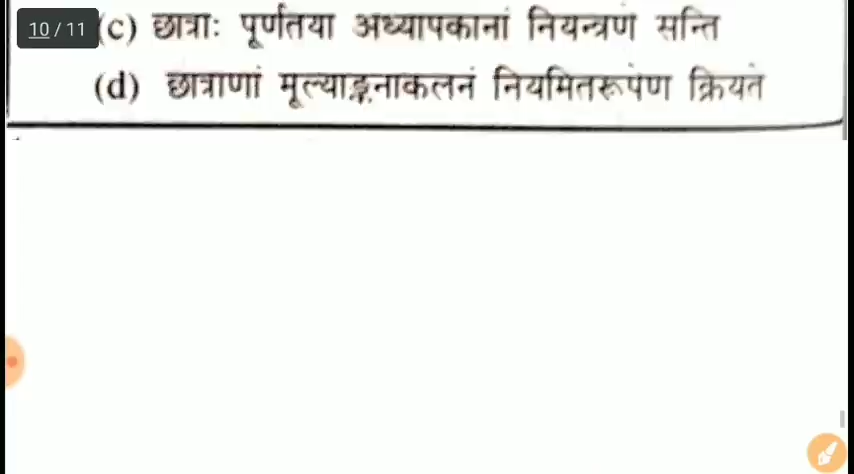 10 / 11
(c) छात्राः पूर्णतया अध्यापकानां नियन्त्रणे सन्ति
(d) छात्राणां मूल्याङ्कनाकलनं नियमितरूपेण क्रियते